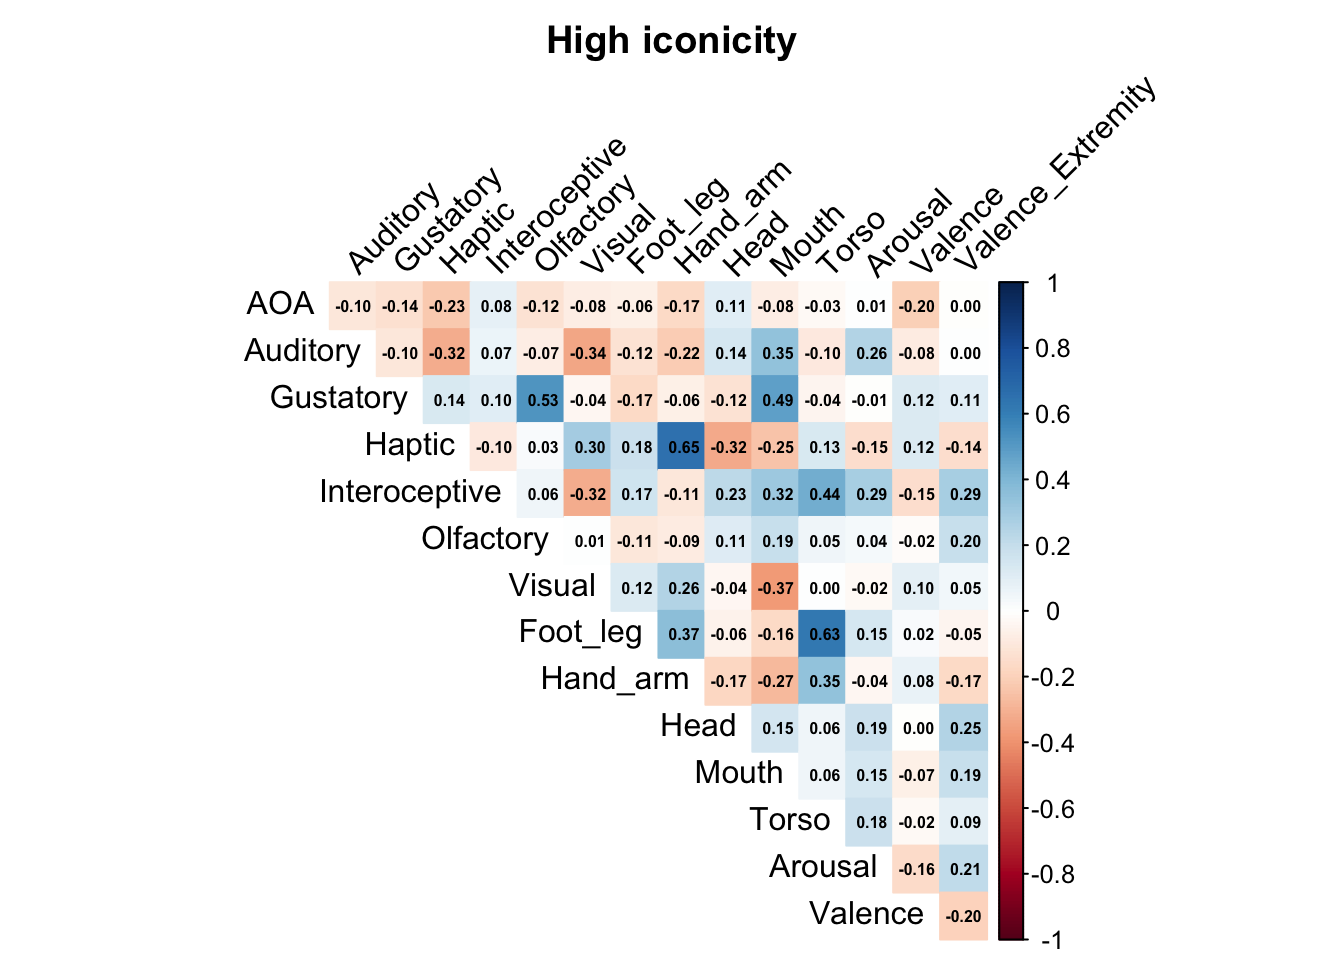 High iconicity
Auditory
Gustatory
Haptic
Interoceptive
Olfactory
Visual
Foot_leg
Hand_arm
Head
Mouth
Torso
Arousal
Valence
Valence_Extremity
AOA -0.10 -0.14 -0.23 0.08 -0.12 -0.08 -0.06 -0.17 0.11 -0.08 -0.03 0.01 -0.20 0.00
Auditory -0.10 -0.32 0.07 -0.07 -0.34 -0.12 -0.22 0.14 0.35 -0.10 0.26 -0.08 0.00
Gustatory 0.14 0.10 0.53 -0.04 -0.17 -0.06 -0.12 0.49 -0.04 -0.01 0.12 0.11
Haptic -0.10 0.03 0.30 0.18 0.65 -0.32 -0.25 0.13 -0.15 0.12 -0.14
Interoceptive 0.06 -0.32 0.17 -0.11 0.23 0.32 0.44 0.29 -0.15 0.29
Olfactory 0.01 -0.11 -0.09 0.11 0.19 0.05 0.04 -0.02 0.20
Visual 0.12 0.26 -0.04 -0.37 0.00 -0.02 0.10 0.05
Foot_leg 0.37 -0.06 -0.16 0.63 0.15 0.02 -0.05
Hand_arm -0.17 -0.27 0.35 -0.04 0.08 -0.17
Head 0.15 0.06 0.19 0.00 0.25
Mouth 0.06 0.15 -0.07 0.19
Torso 0.18 -0.02 0.09
Arousal -0.16 0.21
Valence -0.20
1
0.8
0.6
0.4
0.2
0
-0.2
-0.4
-0.6
-0.8
-1